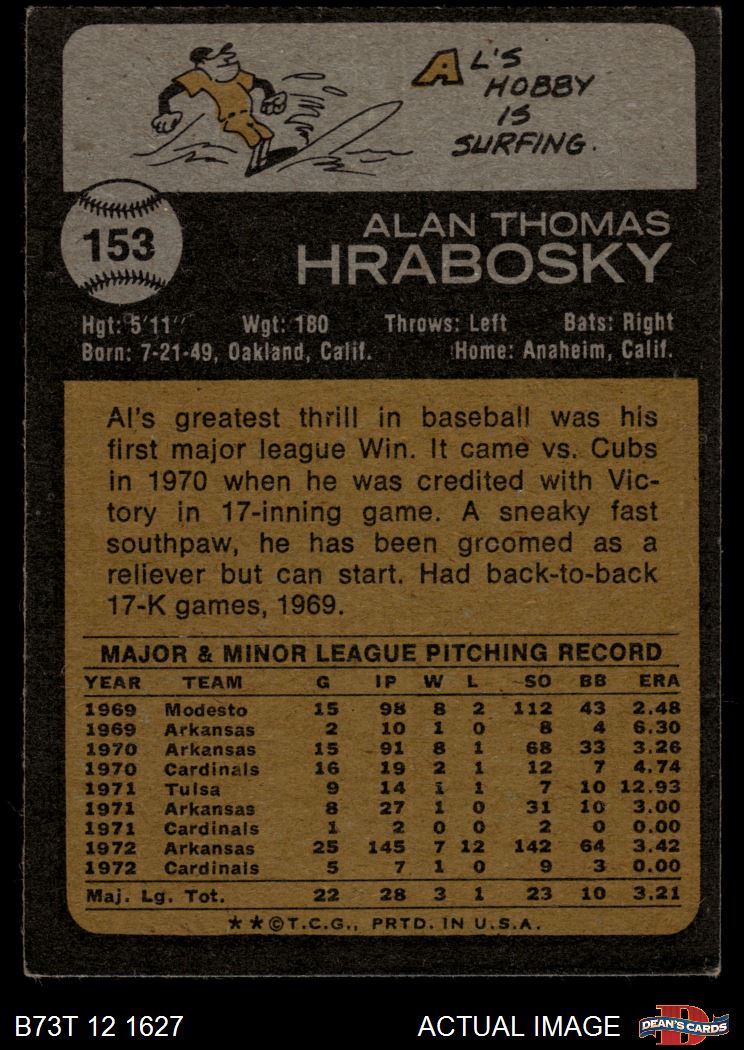 AL'S
HOBBY
IS
SURFING.
153
ALAN THOMAS
HRABOSKY
Hgt: 5'11" Wgt: 180 Throws: Left Bats: Right
Born: 7-21-49, Oakland, Calif. Home: Anaheim, Calif.
Al's greatest thrill in baseball was his
first major league Win. It came vs. Cubs
in 1970 when he was credited with Vic-
tory in 17-inning game. A sneaky fast
southpaw, he has been groomed as a
reliever but can start. Had back-to-back
17-K games, 1969.
MAJOR & MINOR LEAGUE PITCHING RECORD
YEAR TEAM G IP W L SO BB ERA
1969 Modesto 15 98 8 2 112 43 2.48
1969 Arkansas 2 10 1 0 8 4 6.30
1970 Arkansas 15 91 8 1 68 33 3.26
1970 Cardinals 16 19 2 1 12 7 4.74
1971 Tulsa 9 14 1 1 7 10 12.93
1971 Arkansas 8 27 1 0 31 10 3.00
1971 Cardinals 1 2 0 0 2 0 0.00
1972 Arkansas 25 145 7 12 142 64 3.42
1972 Cardinals 5 7 1 0 9 3 0.00
Maj. Lg. Tot. 22 28 3 1 23 10 3.21
★★©T.C.G., PRTD. IN U.S.A.
B73T 12 1627 ACTUAL IMAGE D DEAN'S CARDS